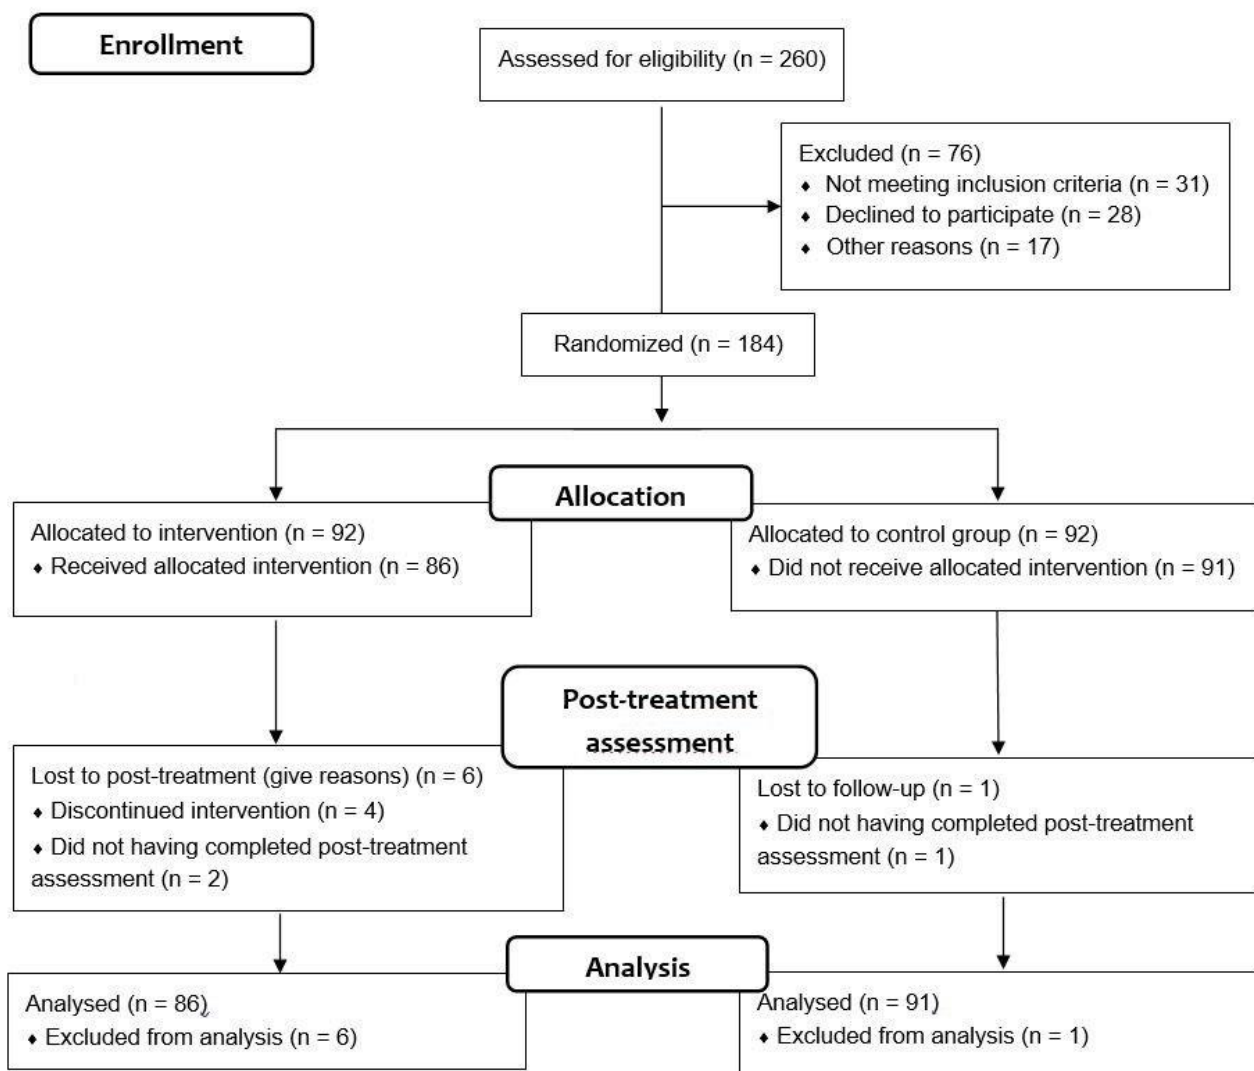 Enrollment
Assessed for eligibility (n = 260)
Excluded (n = 76)
♦ Not meeting inclusion criteria (n = 31)
♦ Declined to participate (n = 28)
♦ Other reasons (n = 17)
Randomized (n = 184)
Allocation
Allocated to intervention (n = 92)
♦ Received allocated intervention (n = 86)
Allocated to control group (n = 92)
♦ Did not receive allocated intervention (n = 91)
Post-treatment
assessment
Lost to post-treatment (give reasons) (n = 6)
♦ Discontinued intervention (n = 4)
♦ Did not having completed post-treatment
assessment (n = 2)
Lost to follow-up (n = 1)
♦ Did not having completed post-treatment
assessment (n = 1)
Analysis
Analysed (n = 86)
♦ Excluded from analysis (n = 6)
Analysed (n = 91)
♦ Excluded from analysis (n = 1)